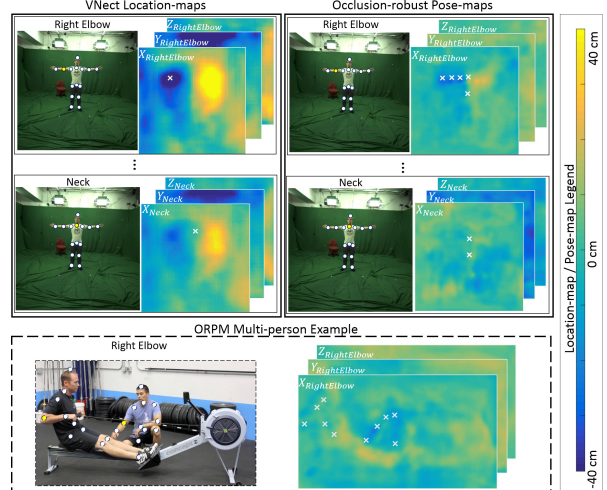 VNect Location-maps
Occlusion-robust Pose-maps
Right Elbow
Z_RightElbow
Y_RightElbow
X_RightElbow
Right Elbow
Z_RightElbow
Y_RightElbow
X_RightElbow
...
...
Neck
Z_Neck
Y_Neck
X_Neck
Neck
Z_Neck
Y_Neck
X_Neck
ORPM Multi-person Example
Right Elbow
Z_RightElbow
Y_RightElbow
X_RightElbow
40 cm
0 cm
-40 cm
Location-map / Pose-map Legend